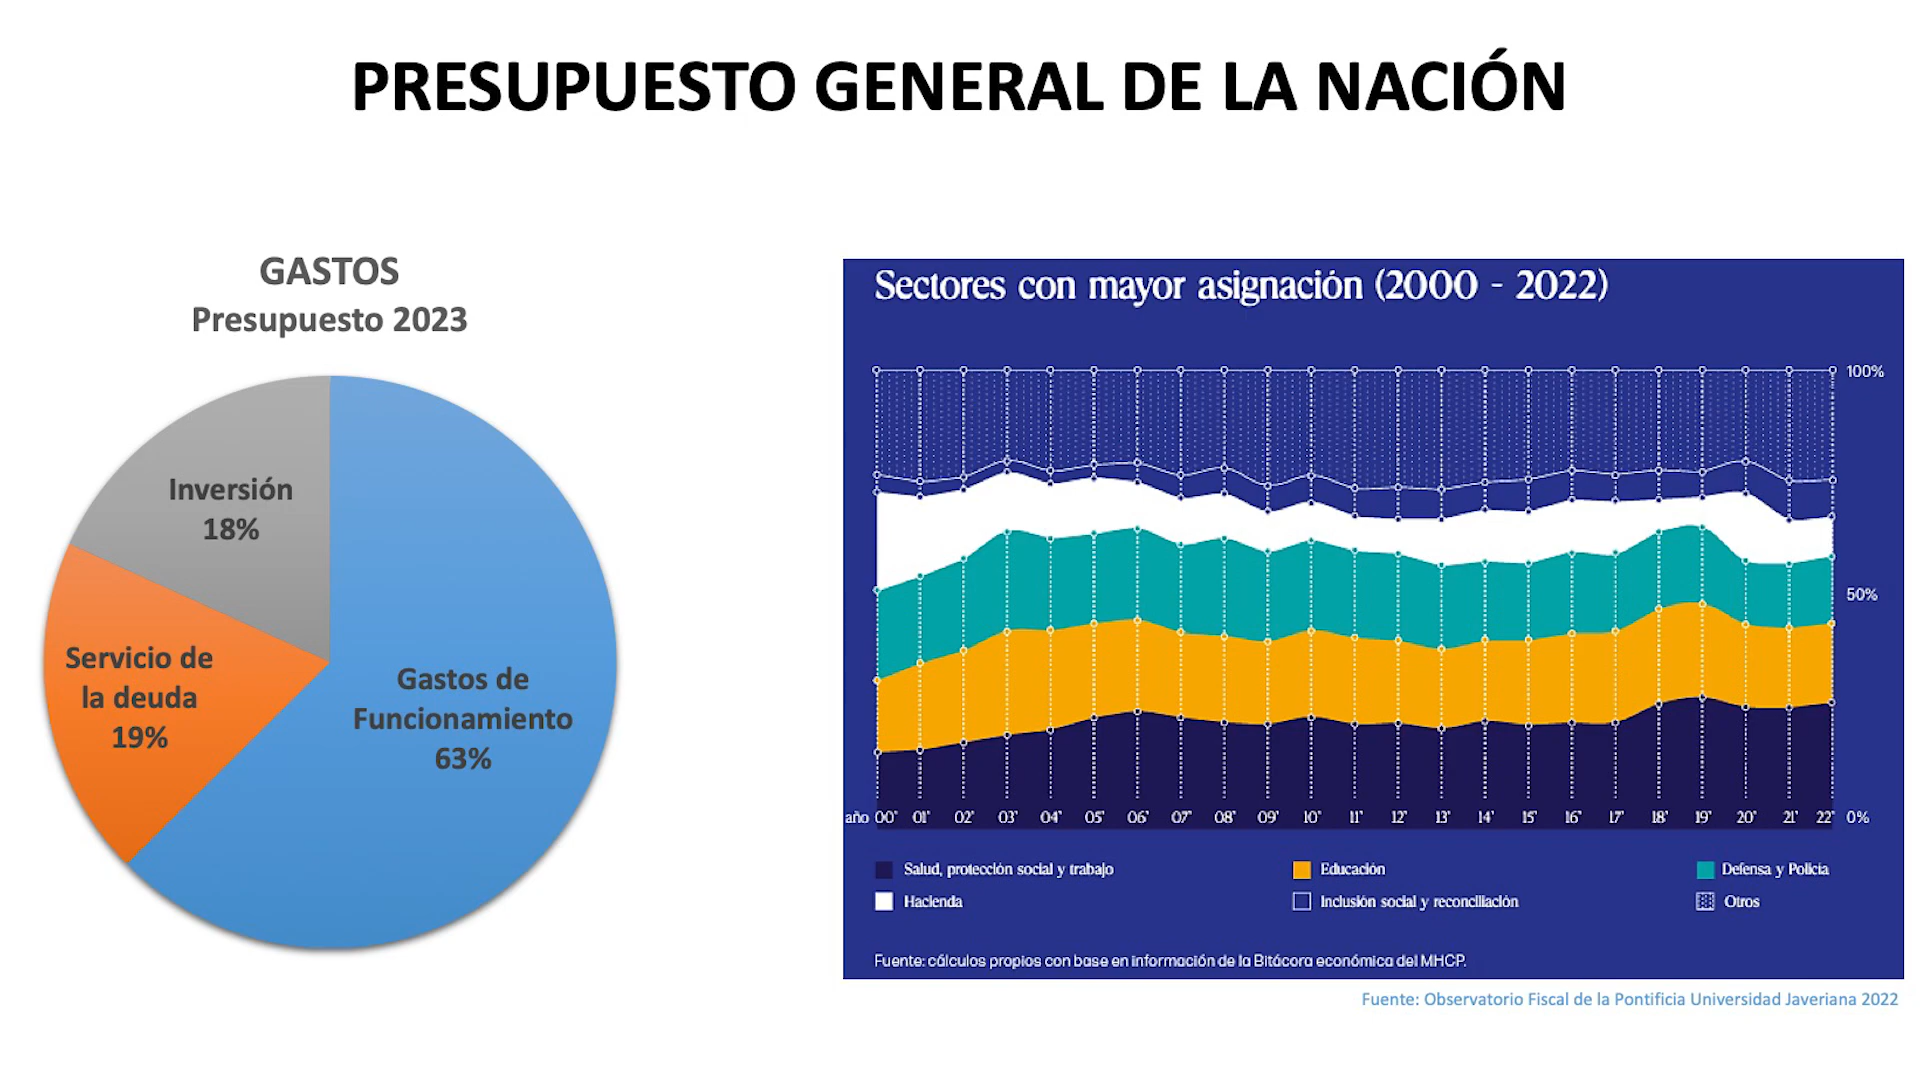 PRESUPUESTO GENERAL DE LA NACIÓN
GASTOS
Presupuesto 2023
Inversión
18%
Servicio de
la deuda
19%
Gastos de
Funcionamiento
63%
Sectores con mayor asignación (2000 - 2022)
100%
50%
0%
año 00' 01' 02' 03' 04' 05' 06' 07' 08' 09' 10' 11' 12' 13' 14' 15' 16' 17' 18' 19' 20' 21' 22'
Salud, protección social y trabajo
Educación
Defensa y Policía
Hacienda
Inclusión social y reconciliación
Otros
Fuente: cálculos propios con base en información de la Bitácora económica del MHCP.
Fuente: Observatorio Fiscal de la Pontificia Universidad Javeriana 2022